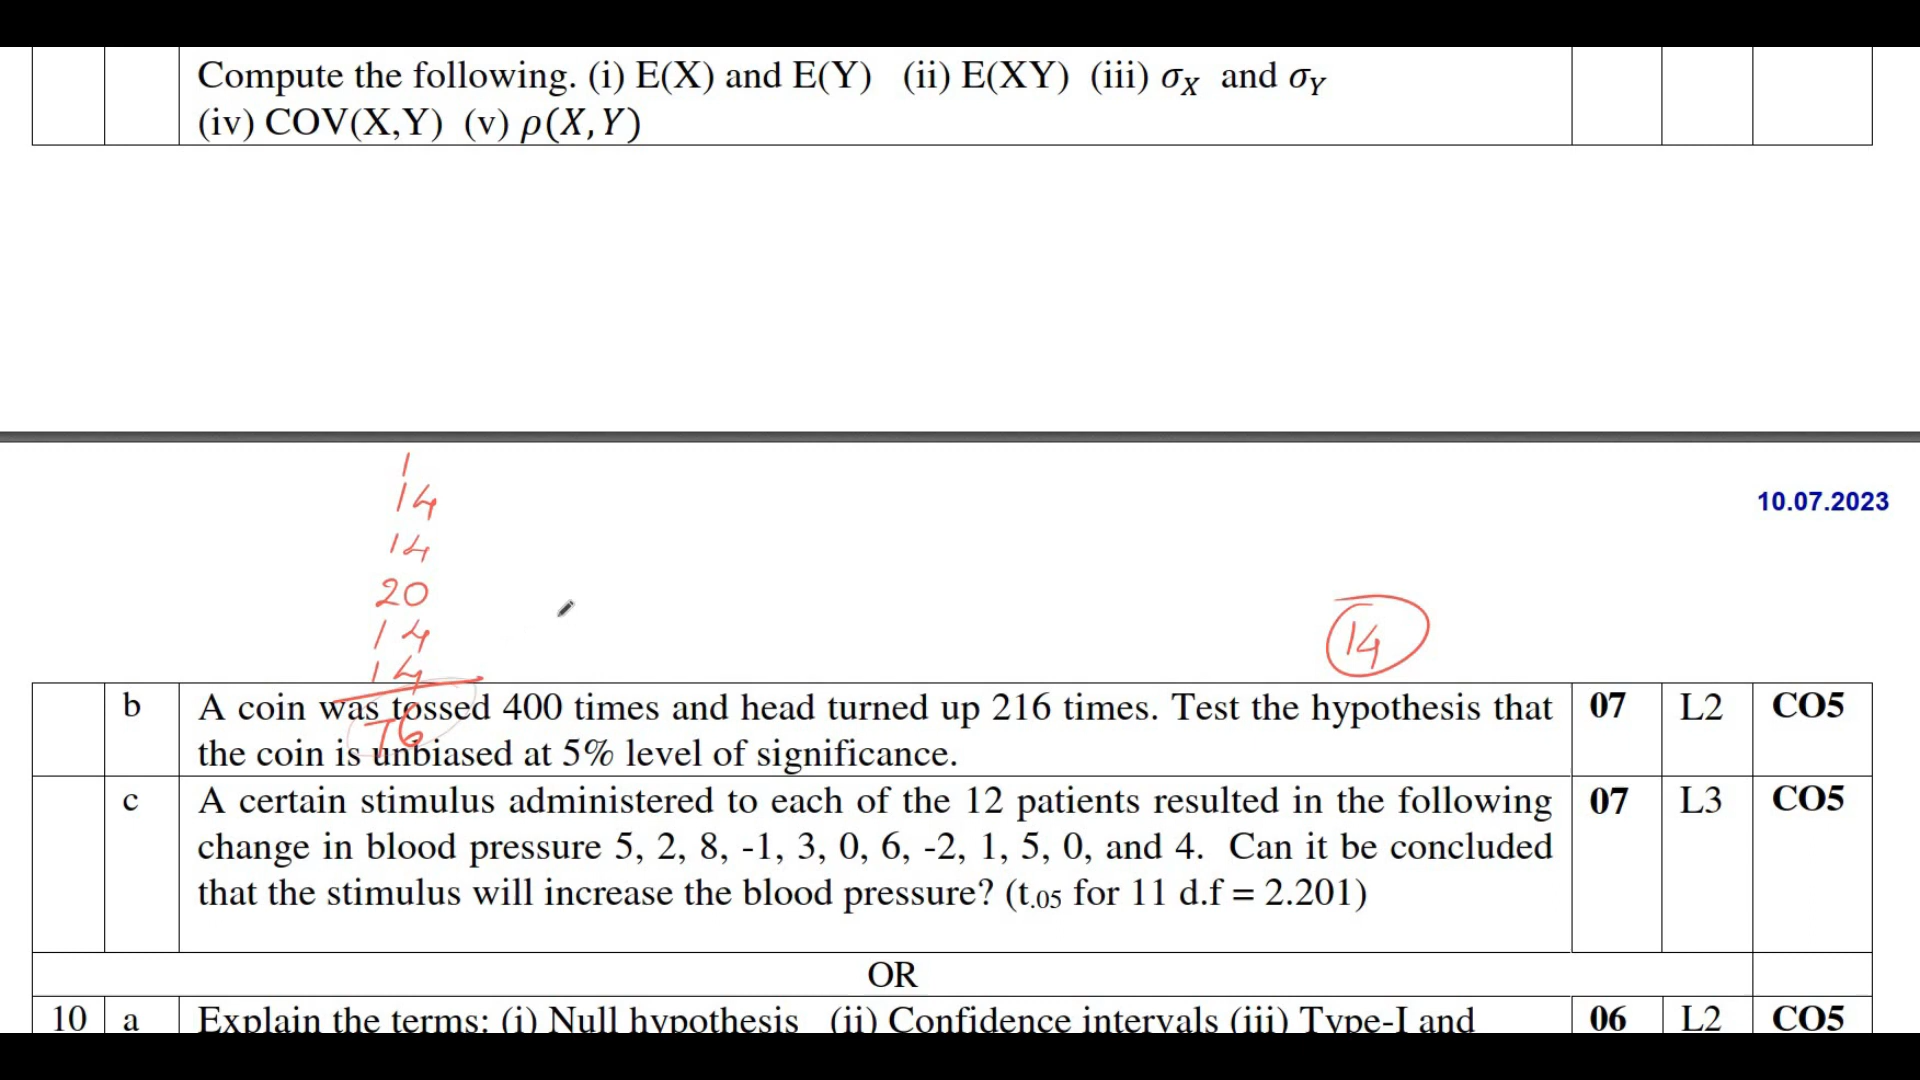 Compute the following. (i) E(X) and E(Y) (ii) E(XY) (iii) σX and σY
(iv) COV(X,Y) (v) ρ(X,Y)
1
14
14
20
14
14
76
10.07.2023
14
b A coin was tossed 400 times and head turned up 216 times. Test the hypothesis that 07 L2 CO5
the coin is unbiased at 5% level of significance.
c A certain stimulus administered to each of the 12 patients resulted in the following 07 L3 CO5
change in blood pressure 5, 2, 8, -1, 3, 0, 6, -2, 1, 5, 0, and 4. Can it be concluded
that the stimulus will increase the blood pressure? (t.05 for 11 d.f = 2.201)
OR
10 a Explain the terms: (i) Null hypothesis (ii) Confidence intervals (iii) Type-I and 06 L2 CO5